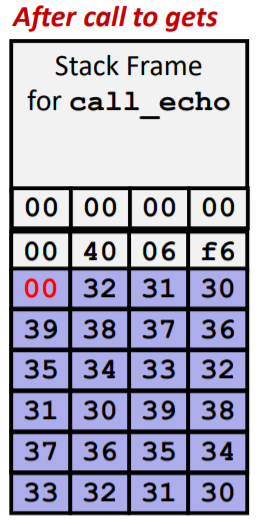 After call to gets
Stack Frame
for call_echo
00 00 00 00
00 40 06 f6
00 32 31 30
39 38 37 36
35 34 33 32
31 30 39 38
37 36 35 34
33 32 31 30